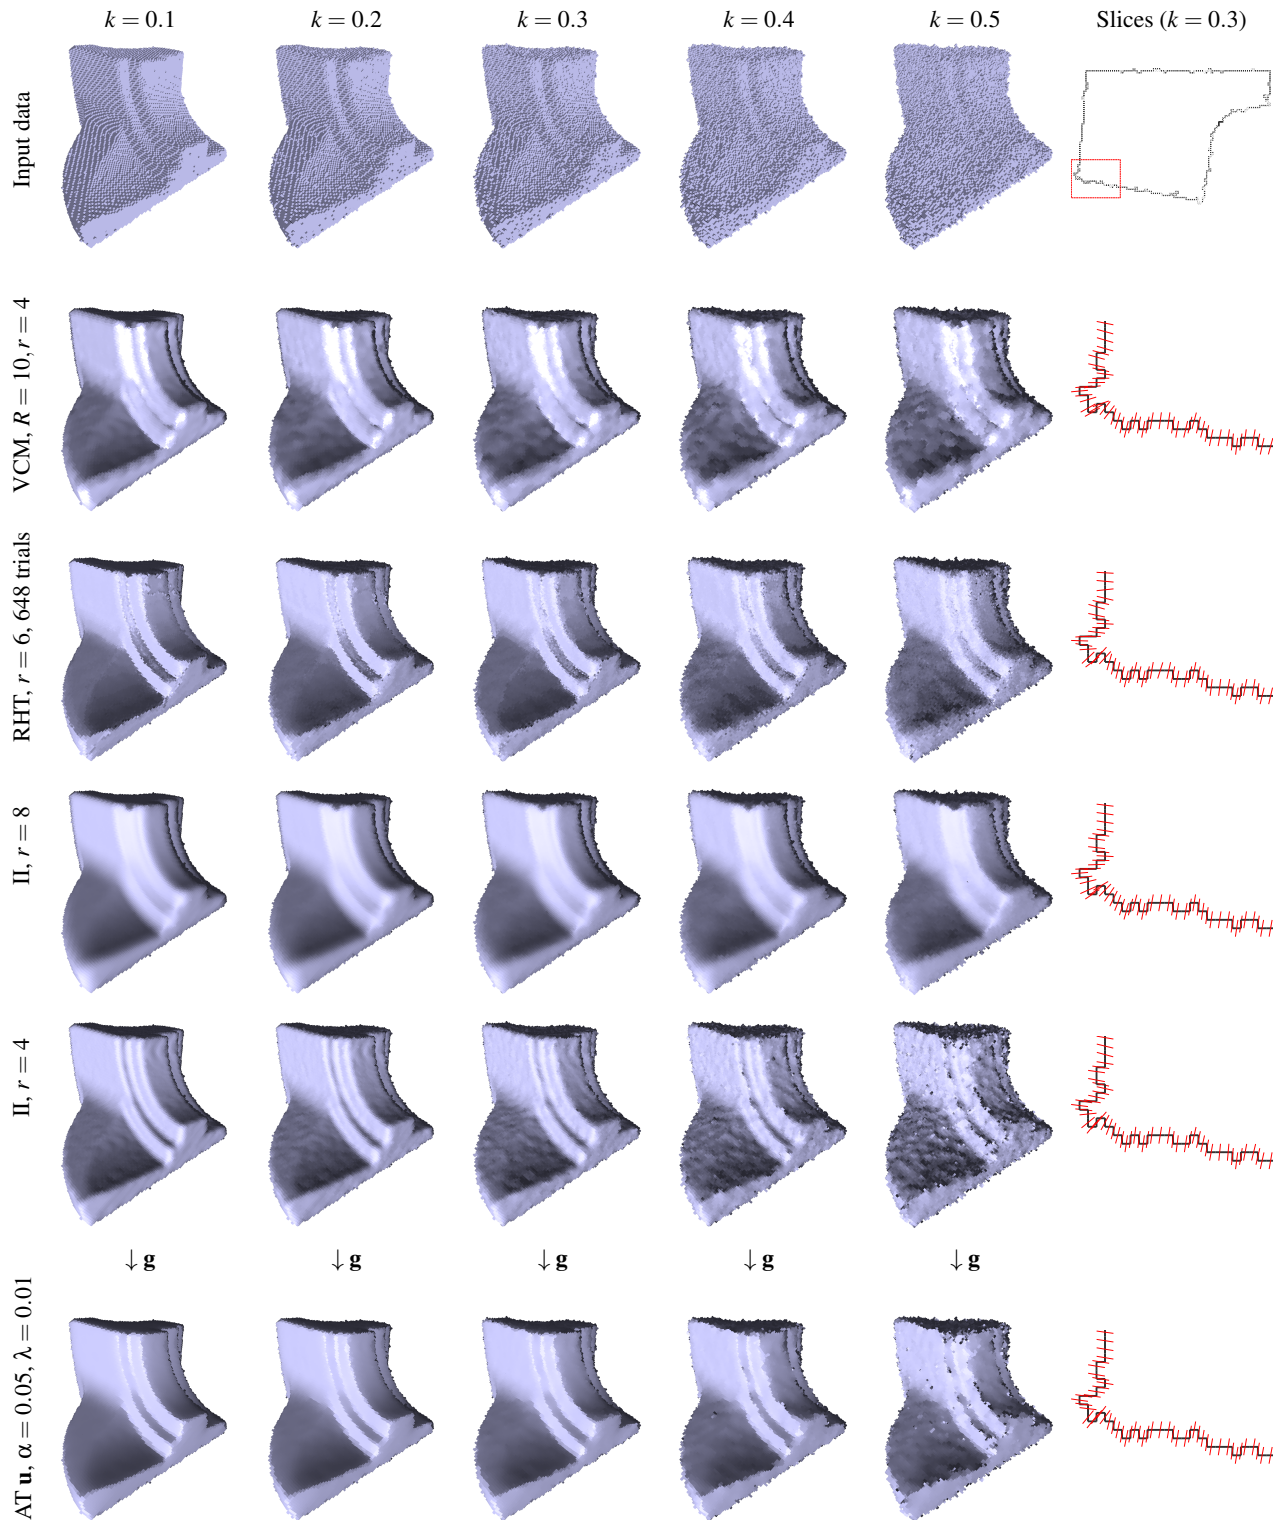 k = 0.1 k = 0.2 k = 0.3 k = 0.4 k = 0.5 Slices (k = 0.3)
Input data
VCM, R = 10, r = 4
RHT, r = 6, 648 trials
II, r = 8
II, r = 4
↓ g ↓ g ↓ g ↓ g ↓ g
AT u, α = 0.05, λ = 0.01